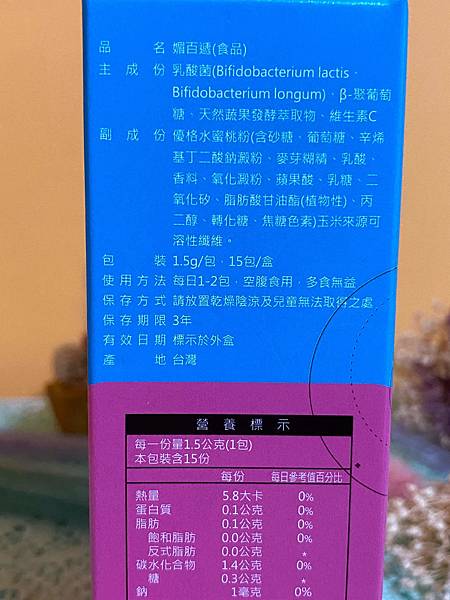 品名 媚百遞(食品)
主成份 乳酸菌(Bifidobacterium lactis、
Bifidobacterium longum)、β-聚葡萄
糖、天然蔬果發酵萃取物、維生素C
副成份 優格水蜜桃粉(含砂糖、葡萄糖、辛烯
基丁二酸鈉澱粉、麥芽糊精、乳酸、
香料、氧化澱粉、蘋果酸、乳糖、二
氧化矽、脂肪酸甘油酯(植物性)、丙
二醇、轉化糖、焦糖色素)玉米來源可
溶性纖維。
包裝 1.5g/包，15包/盒
使用方法 每日1-2包，空腹食用，多食無益
保存方式 請放置乾燥陰涼及兒童無法取得之處
保存期限 3年
有效日期 標示於外盒
產地 台灣
營養標示
每一份量1.5公克(1包)
本包裝含15份
每份 每日參考值百分比
熱量 5.8大卡 0%
蛋白質 0.1公克 0%
脂肪 0.1公克 0%
飽和脂肪 0.0公克 0%
反式脂肪 0.0公克 *
碳水化合物 1.4公克 0%
糖 0.3公克 *
鈉 1毫克 0%